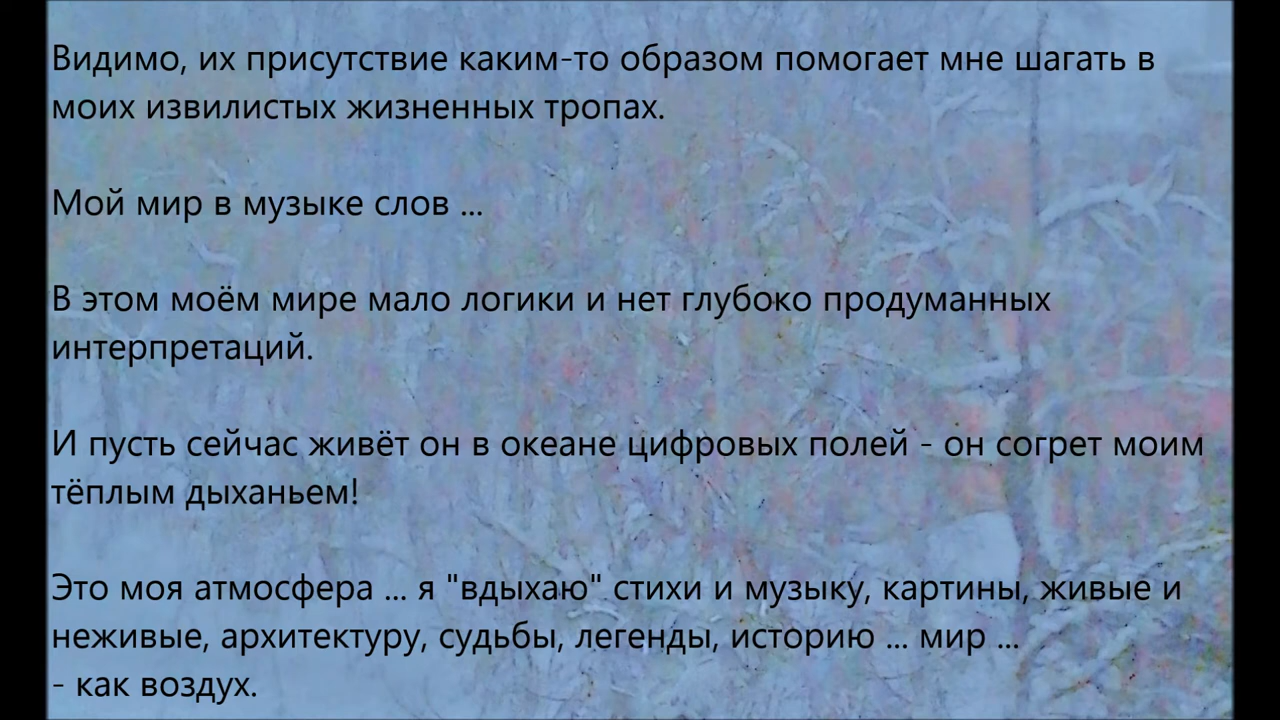 Видимо, их присутствие каким-то образом помогает мне шагать в
моих извилистых жизненных тропах.
Мой мир в музыке слов ...
В этом моём мире мало логики и нет глубоко продуманных
интерпретаций.
И пусть сейчас живёт он в океане цифровых полей - он согрет моим
тёплым дыханьем!
Это моя атмосфера ... я "вдыхаю" стихи и музыку, картины, живые и
неживые, архитектуру, судьбы, легенды, историю ... мир ...
- как воздух.